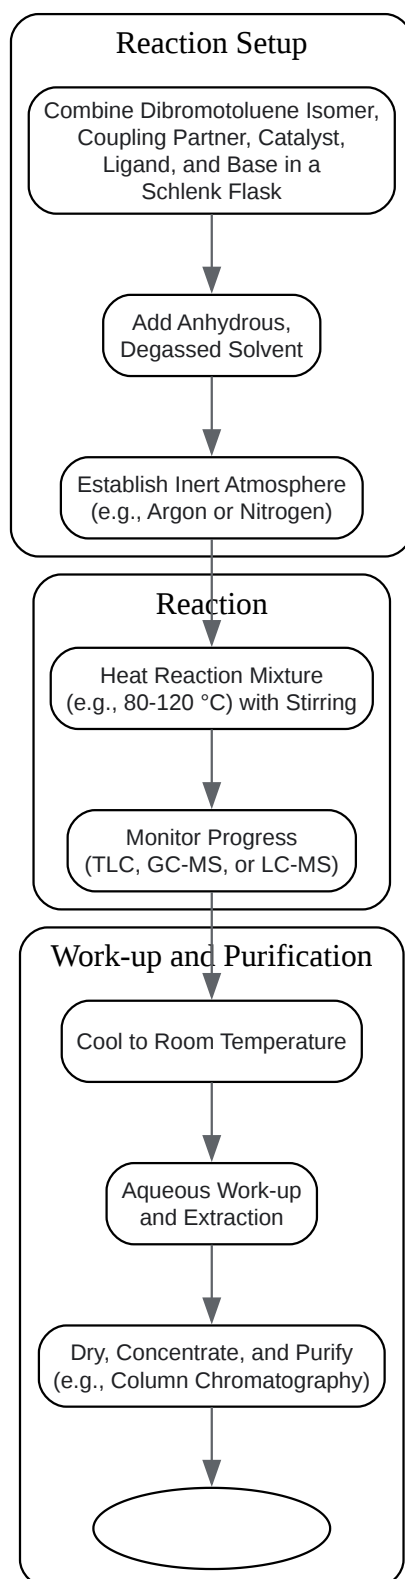 Reaction Setup
Combine Dibromotoluene Isomer,
Coupling Partner, Catalyst,
Ligand, and Base in a
Schlenk Flask
Add Anhydrous,
Degassed Solvent
Establish Inert Atmosphere
(e.g., Argon or Nitrogen)
Reaction
Heat Reaction Mixture
(e.g., 80-120 °C) with Stirring
Monitor Progress
(TLC, GC-MS, or LC-MS)
Work-up and Purification
Cool to Room Temperature
Aqueous Work-up
and Extraction
Dry, Concentrate, and Purify
(e.g., Column Chromatography)